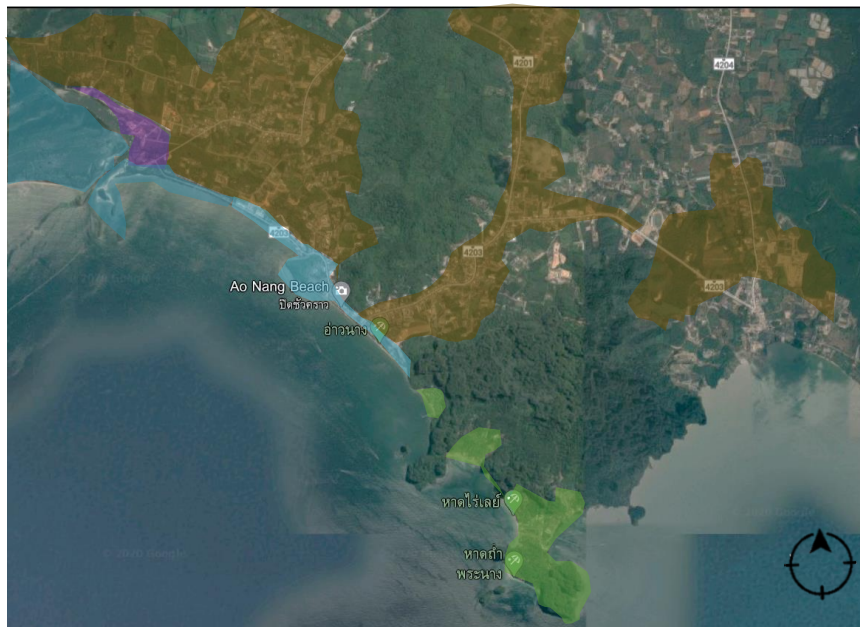 4201
4204
4203
4203
4203
Ao Nang Beach
ปิดชั่วคราว
อ่าวนาง
หาดไร่เลย์
หาดถ้ำ
พระนาง
© 2020 Google